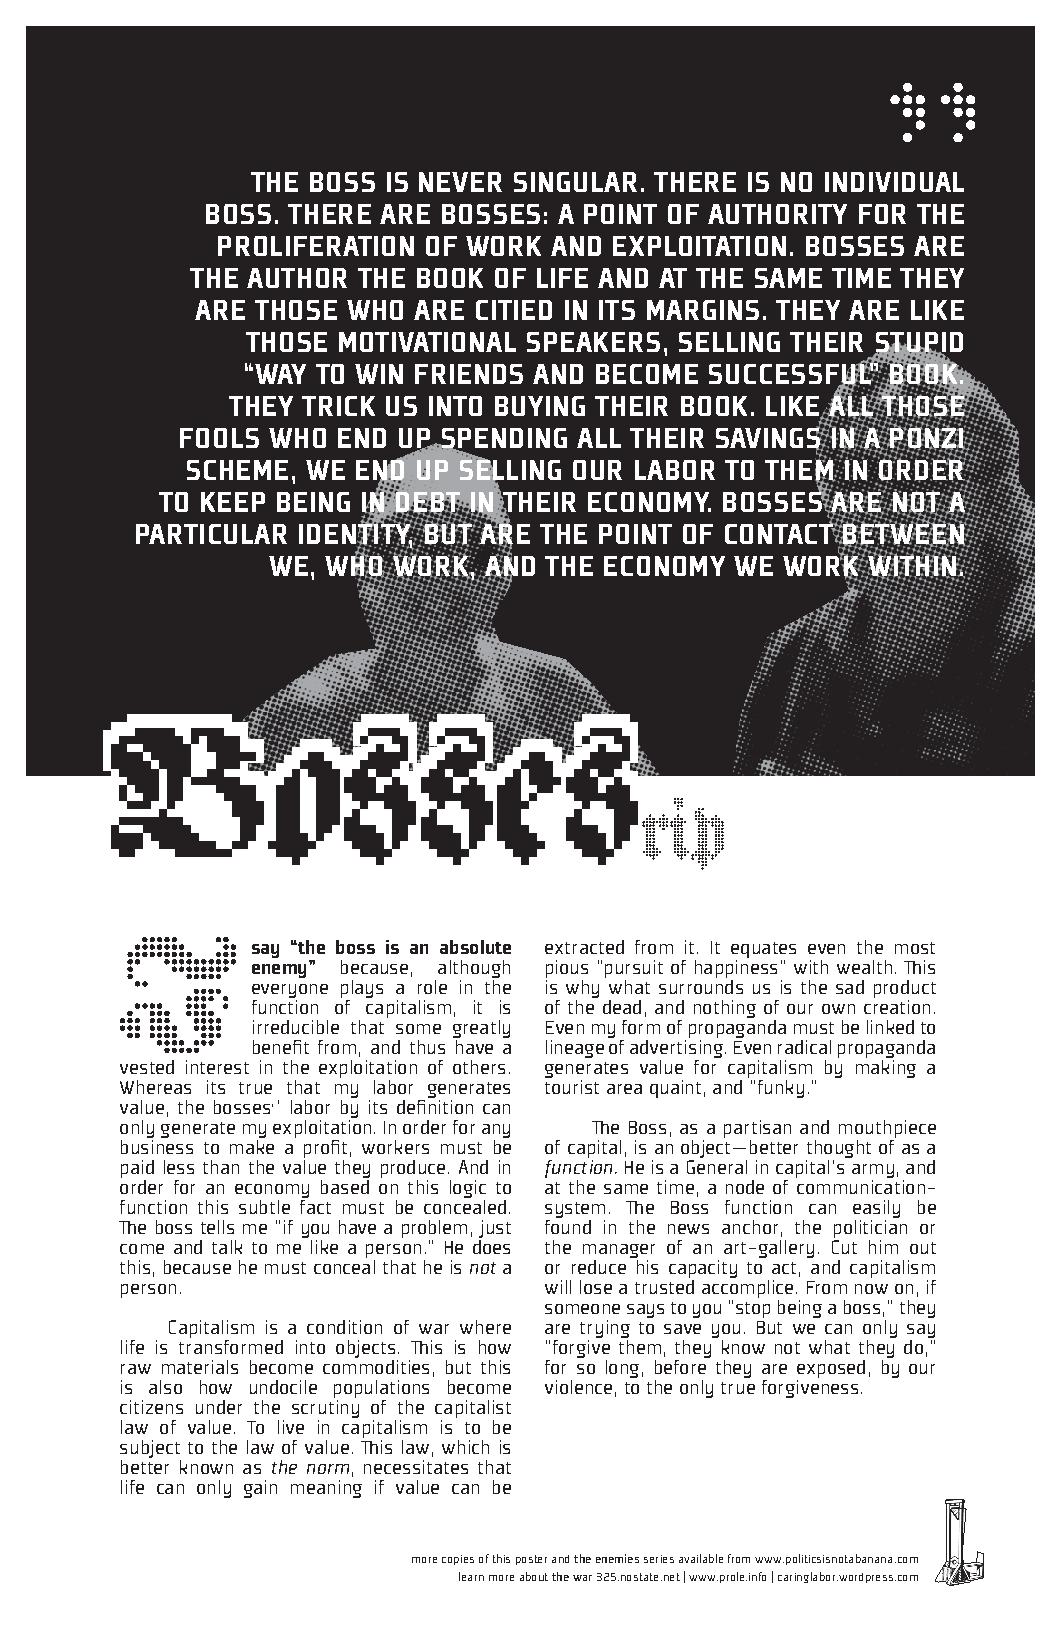 THE BOSS IS NEVER SINGULAR. THERE IS NO INDIVIDUAL
BOSS. THERE ARE BOSSES: A POINT OF AUTHORITY FOR THE
PROLIFERATION OF WORK AND EXPLOITATION. BOSSES ARE
THE AUTHOR THE BOOK OF LIFE AND AT THE SAME TIME THEY
ARE THOSE WHO ARE CITIED IN ITS MARGINS. THEY ARE LIKE
THOSE MOTIVATIONAL SPEAKERS, SELLING THEIR STUPID
“WAY TO WIN FRIENDS AND BECOME SUCCESSFUL” BOOK.
THEY TRICK US INTO BUYING THEIR BOOK. LIKE ALL THOSE
FOOLS WHO END UP SPENDING ALL THEIR SAVINGS IN A PONZI
SCHEME, WE END UP SELLING OUR LABOR TO THEM IN ORDER
TO KEEP BEING IN DEBT IN THEIR ECONOMY. BOSSES ARE NOT A
PARTICULAR IDENTITY, BUT ARE THE POINT OF CONTACT BETWEEN
WE, WHO WORK, AND THE ECONOMY WE WORK WITHIN.
Bosses rip
say “the boss is an absolute
enemy” because, although
everyone plays a role in the
function of capitalism, it is
irreducible that some greatly
benefit from, and thus have a
vested interest in the exploitation of others.
Whereas its true that my labor generates
value, the bosses‘’ labor by its definition can
only generate my exploitation. In order for any
business to make a profit, workers must be
paid less than the value they produce. And in
order for an economy based on this logic to
function this subtle fact must be concealed.
The boss tells me “if you have a problem, just
come and talk to me like a person.” He does
this, because he must conceal that he is not a
person.
Capitalism is a condition of war where
life is transformed into objects. This is how
raw materials become commodities, but this
is also how undocile populations become
citizens under the scrutiny of the capitalist
law of value. To live in capitalism is to be
subject to the law of value. This law, which is
better known as the norm, necessitates that
life can only gain meaning if value can be
extracted from it. It equates even the most
pious “pursuit of happiness” with wealth. This
is why what surrounds us is the sad product
of the dead, and nothing of our own creation.
Even my form of propaganda must be linked to
lineage of advertising. Even radical propaganda
generates value for capitalism by making a
tourist area quaint, and “funky.”
The Boss, as a partisan and mouthpiece
of capital, is an object—better thought of as a
function. He is a General in capital’s army, and
at the same time, a node of communication-
system. The Boss function can easily be
found in the news anchor, the politician or
the manager of an art-gallery. Cut him out
or reduce his capacity to act, and capitalism
will lose a trusted accomplice. From now on, if
someone says to you “stop being a boss,” they
are trying to save you. But we can only say
“forgive them, they know not what they do,”
for so long, before they are exposed, by our
violence, to the only true forgiveness.
more copies of this poster and the enemies series available from www.politicsisnotabanana.com
learn more about the war 325.nostate.net | www.prole.info | caringlabor.wordpress.com